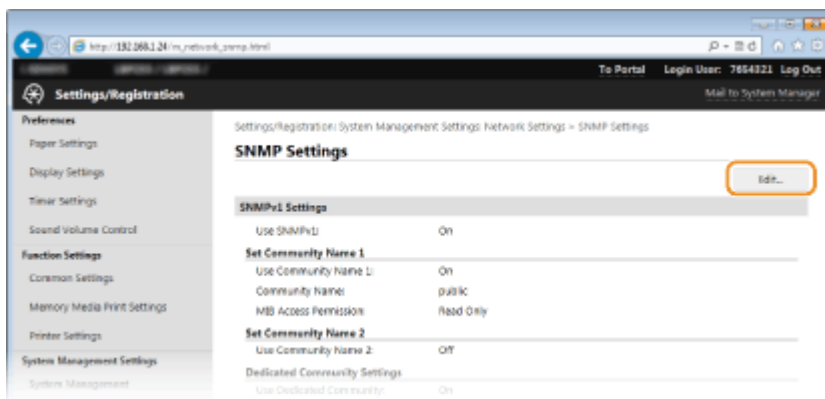 http://192.168.1.24/m_network_snmp.html
To Portal Login User: 7654321 Log Out
Settings/Registration
Mail to System Manager
Preferences
Paper Settings
Display Settings
Timer Settings
Sound Volume Control
Function Settings
Common Settings
Memory Media Print Settings
Printer Settings
System Management Settings
System Management
Settings/Registration: System Management Settings: Network Settings > SNMP Settings
SNMP Settings
Edit...
SNMPv1 Settings
Use SNMPv1: On
Set Community Name 1
Use Community Name 1: On
Community Name: public
MIB Access Permission: Read Only
Set Community Name 2
Use Community Name 2: Off
Dedicated Community Settings
Use Dedicated Community: On